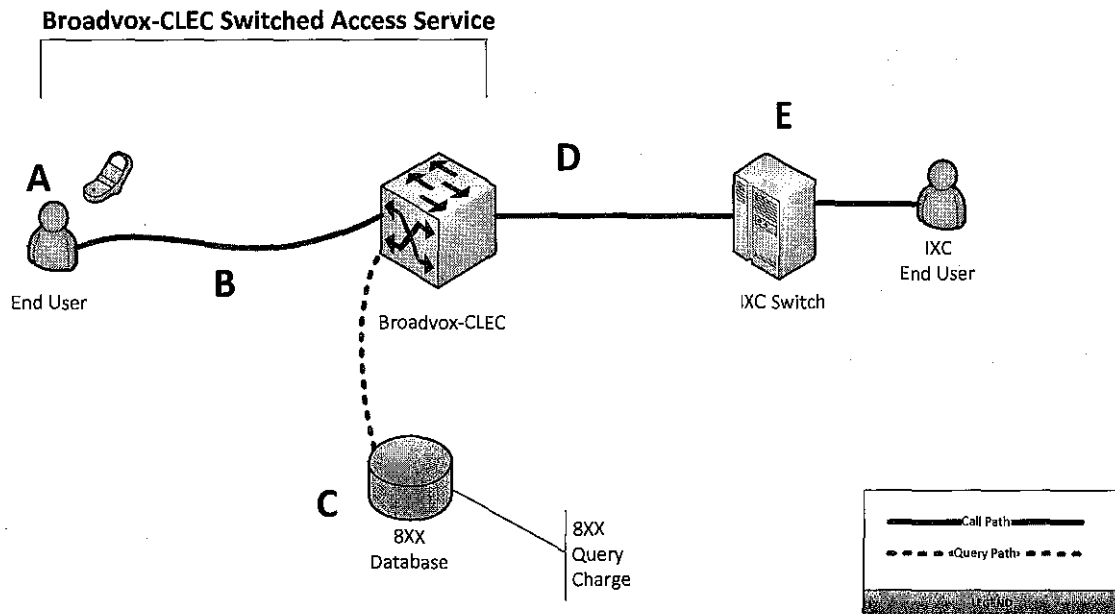 Broadvox-CLEC Switched Access Service
A
B
C
D
E
End User
Broadvox-CLEC
IXC Switch
IXC
End User
8XX
Database
8XX
Query
Charge
Call Path
Query Path
LEGEND